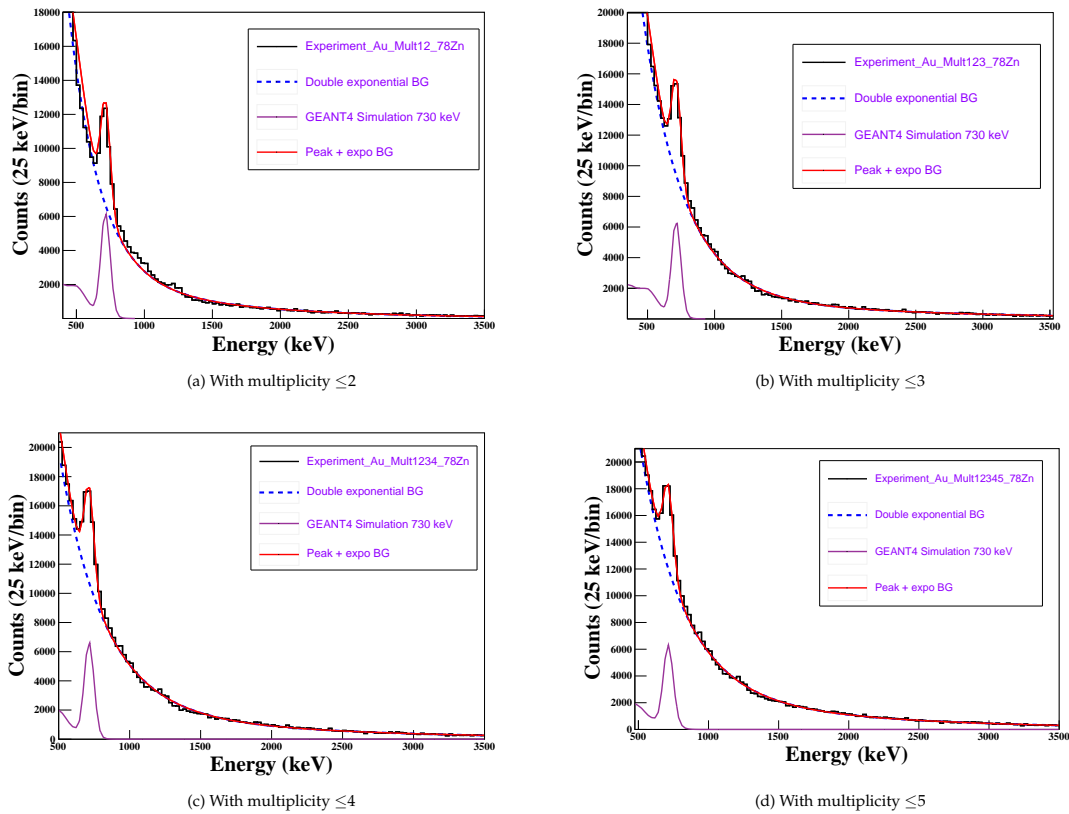 18000
16000
14000
12000
10000
8000
6000
4000
2000
Counts (25 keV/bin)
Experiment_Au_Mult12_78Zn
Double exponential BG
GEANT4 Simulation 730 keV
Peak + expo BG
500 1000 1500 2000 2500 3000 3500
Energy (keV)
(a) With multiplicity ≤2
20000
18000
16000
14000
12000
10000
8000
6000
4000
2000
Counts (25 keV/bin)
Experiment_Au_Mult123_78Zn
Double exponential BG
GEANT4 Simulation 730 keV
Peak + expo BG
500 1000 1500 2000 2500 3000 3500
Energy (keV)
(b) With multiplicity ≤3
20000
18000
16000
14000
12000
10000
8000
6000
4000
2000
0
Counts (25 keV/bin)
Experiment_Au_Mult1234_78Zn
Double exponential BG
GEANT4 Simulation 730 keV
Peak + expo BG
500 1000 1500 2000 2500 3000 3500
Energy (keV)
(c) With multiplicity ≤4
20000
18000
16000
14000
12000
10000
8000
6000
4000
2000
0
Counts (25 keV/bin)
Experiment_Au_Mult12345_78Zn
Double exponential BG
GEANT4 Simulation 730 keV
Peak + expo BG
500 1000 1500 2000 2500 3000 3500
Energy (keV)
(d) With multiplicity ≤5